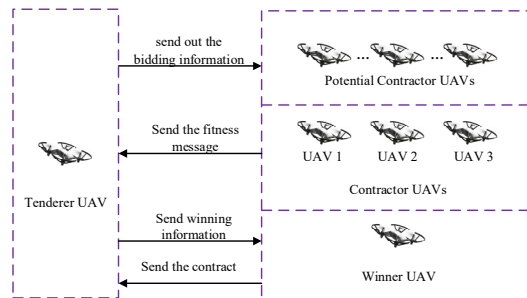 send out the
bidding information
... ...
Potential Contractor UAVs
Send the fitness
message
UAV 1 UAV 2 UAV 3
Contractor UAVs
Tenderer UAV
Send winning
information
Send the contract
Winner UAV